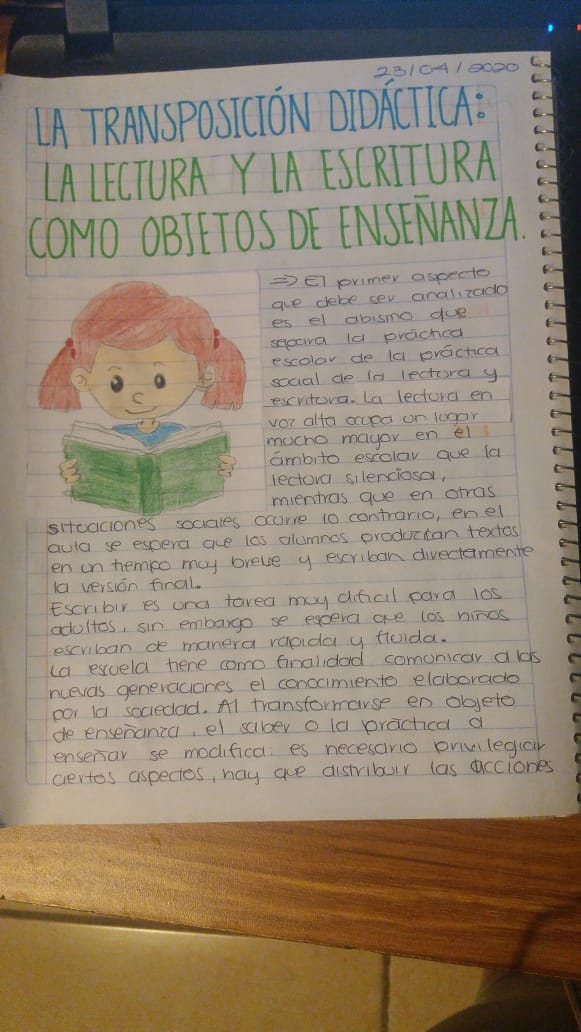 23/04/2020
LA TRANSPOSICIÓN DIDÁCTICA:
LA LECTURA Y LA ESCRITURA
COMO OBJETOS DE ENSEÑANZA.
⇒ El primer aspecto
que debe ser analizado
es el abismo que
separa la práctica
escolar de la práctica
social de la lectura y
escritura. La lectura en
voz alta ocupa un lugar
mucho mayor en el
ámbito escolar que la
lectura silenciosa,
mientras que en otras
situaciones sociales ocurre lo contrario, en el
aula se espera que los alumnos produzcan textos
en un tiempo muy breve y escriban directamente
la versión final.
Escribir es una tarea muy dificil para los
adultos, sin embargo se espera que los niños
escriban de manera rápida y fluida.
La escuela tiene como finalidad comunicar a las
nuevas generaciones el conocimiento elaborado
por la sociedad. Al transformarse en objeto
de enseñanza, el saber o la práctica a
enseñar se modifica: es necesario privilegiar
ciertos aspectos, hay que distribuir las acciones